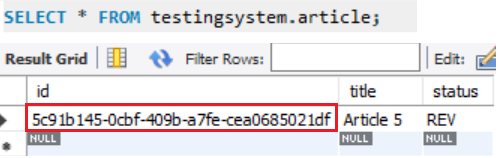 SELECT * FROM testingsystem.article;
Result Grid Filter Rows: Edit:
id title status
5c91b145-0cbf-409b-a7fe-cea0685021df Article 5 REV
NULL NULL NULL